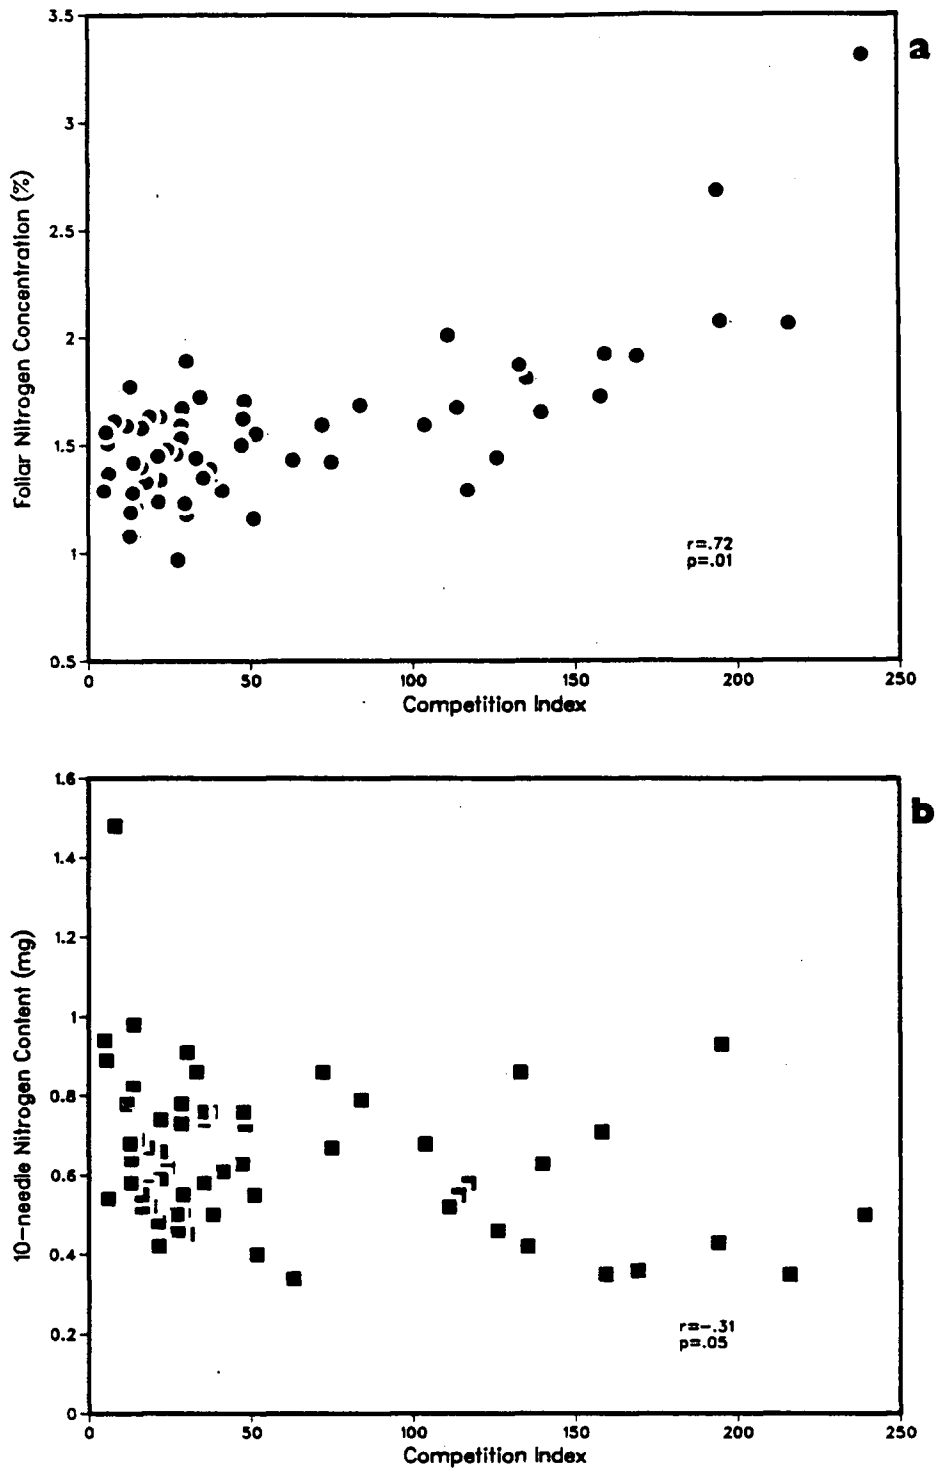 a
3.5
3
2.5
2
1.5
1
0.5
Foliar Nitrogen Concentration (%)
r=.72
p=.01
0 50 100 150 200 250
Competition Index
b
1.6
1.4
1.2
1
0.8
0.6
0.4
0.2
0
10-needle Nitrogen Content (mg)
r=-.31
p=.05
0 50 100 150 200 250
Competition Index